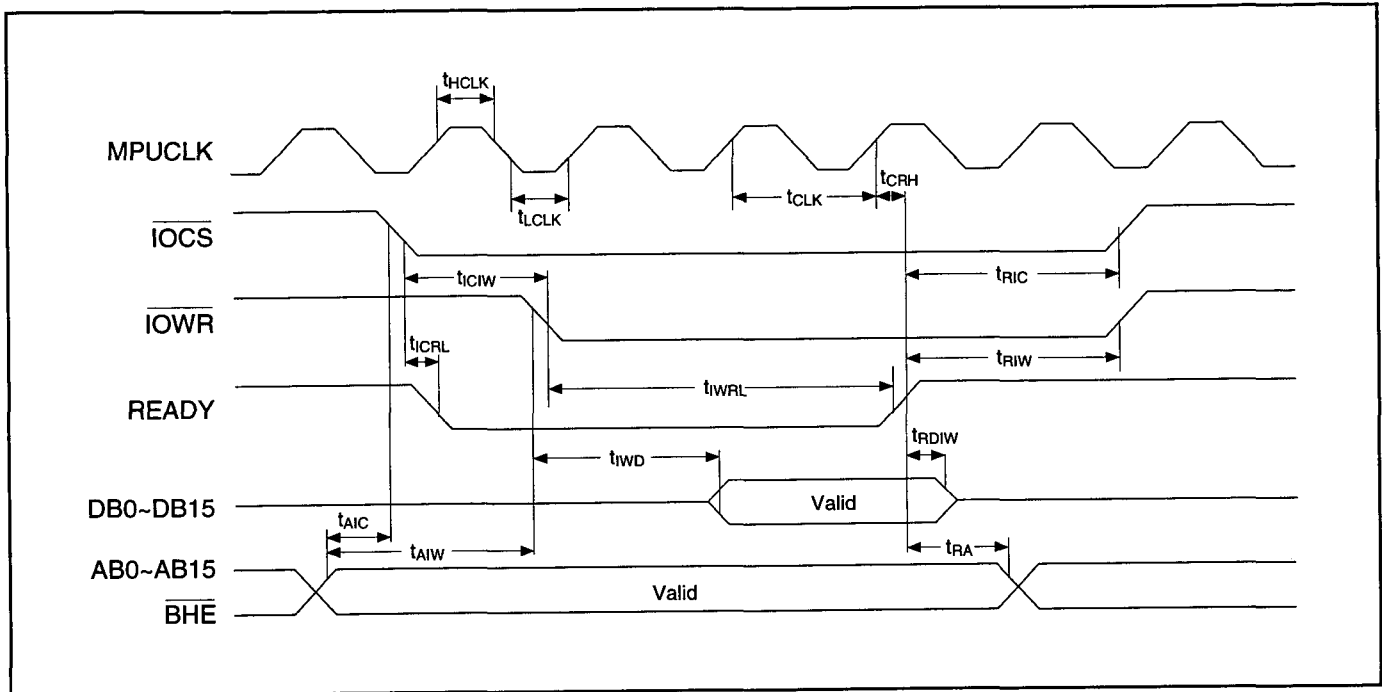 tHCLK
MPUCLK
tLCLK
tCLK
tCRH
IOCS
tICIW
tRIC
IOWR
tICRL
tIWRL
tRIW
READY
tIWD
tRDIW
DB0~DB15
Valid
tAIC
tAIW
tRA
AB0~AB15
Valid
BHE